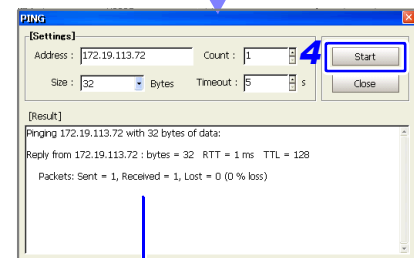 PING
[Settings]
Address : 172.19.113.72 Count : 1 4 Start
Size : 32 Bytes Timeout : 5 s Close
[Result]
Pinging 172.19.113.72 with 32 bytes of data:
Reply from 172.19.113.72 : bytes = 32 RTT = 1 ms TTL = 128
Packets: Sent = 1, Received = 1, Lost = 0 (0 % loss)